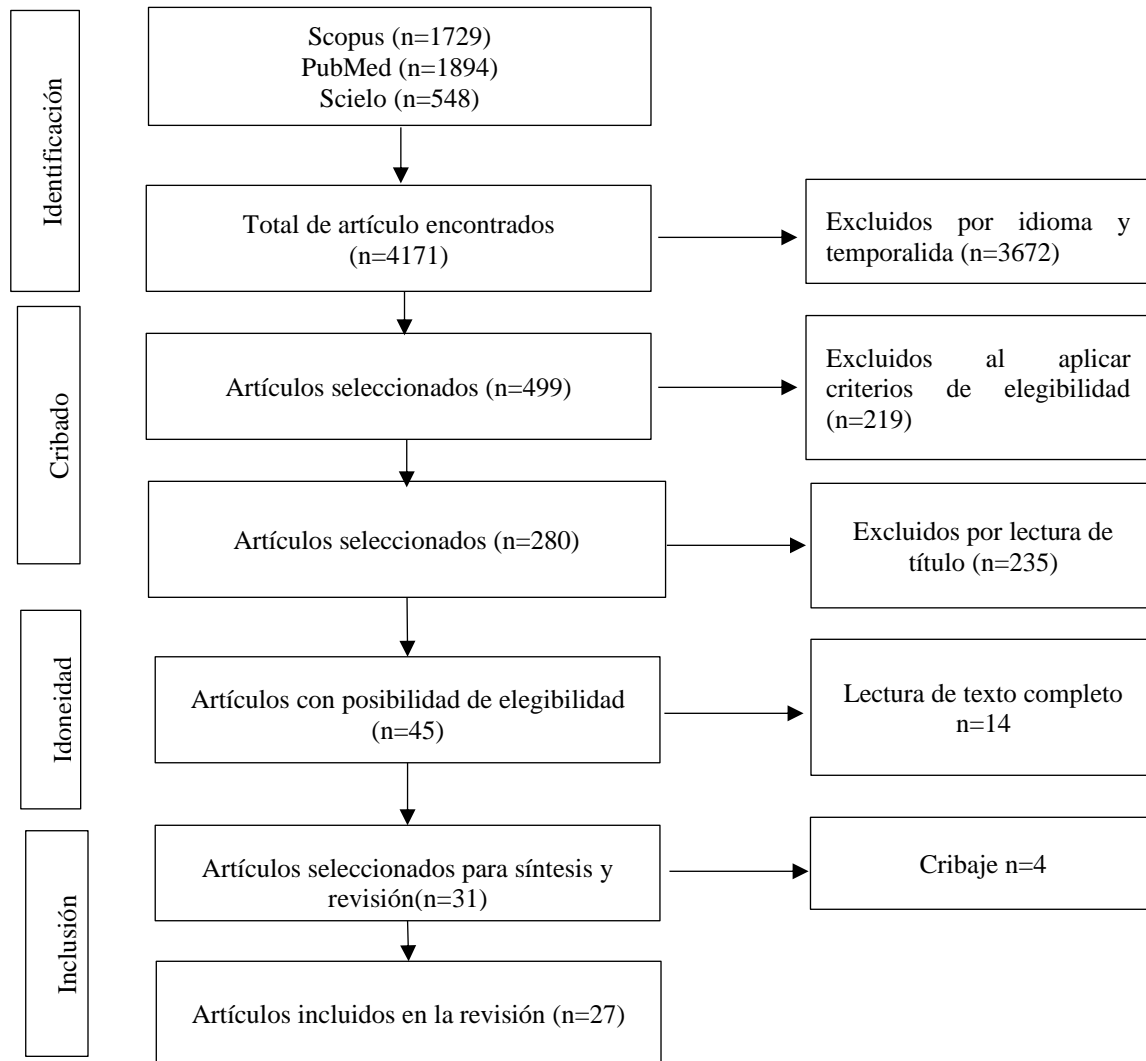 Identificación
Scopus (n=1729)
PubMed (n=1894)
Scielo (n=548)
Total de artículo encontrados
(n=4171)
Excluidos por idioma y
temporalida (n=3672)
Cribado
Artículos seleccionados (n=499)
Excluidos al aplicar
criterios de elegibilidad
(n=219)
Artículos seleccionados (n=280)
Excluidos por lectura de
título (n=235)
Idoneidad
Artículos con posibilidad de elegibilidad
(n=45)
Lectura de texto completo
n=14
Inclusión
Artículos seleccionados para síntesis y
revisión(n=31)
Cribaje n=4
Artículos incluidos en la revisión (n=27)